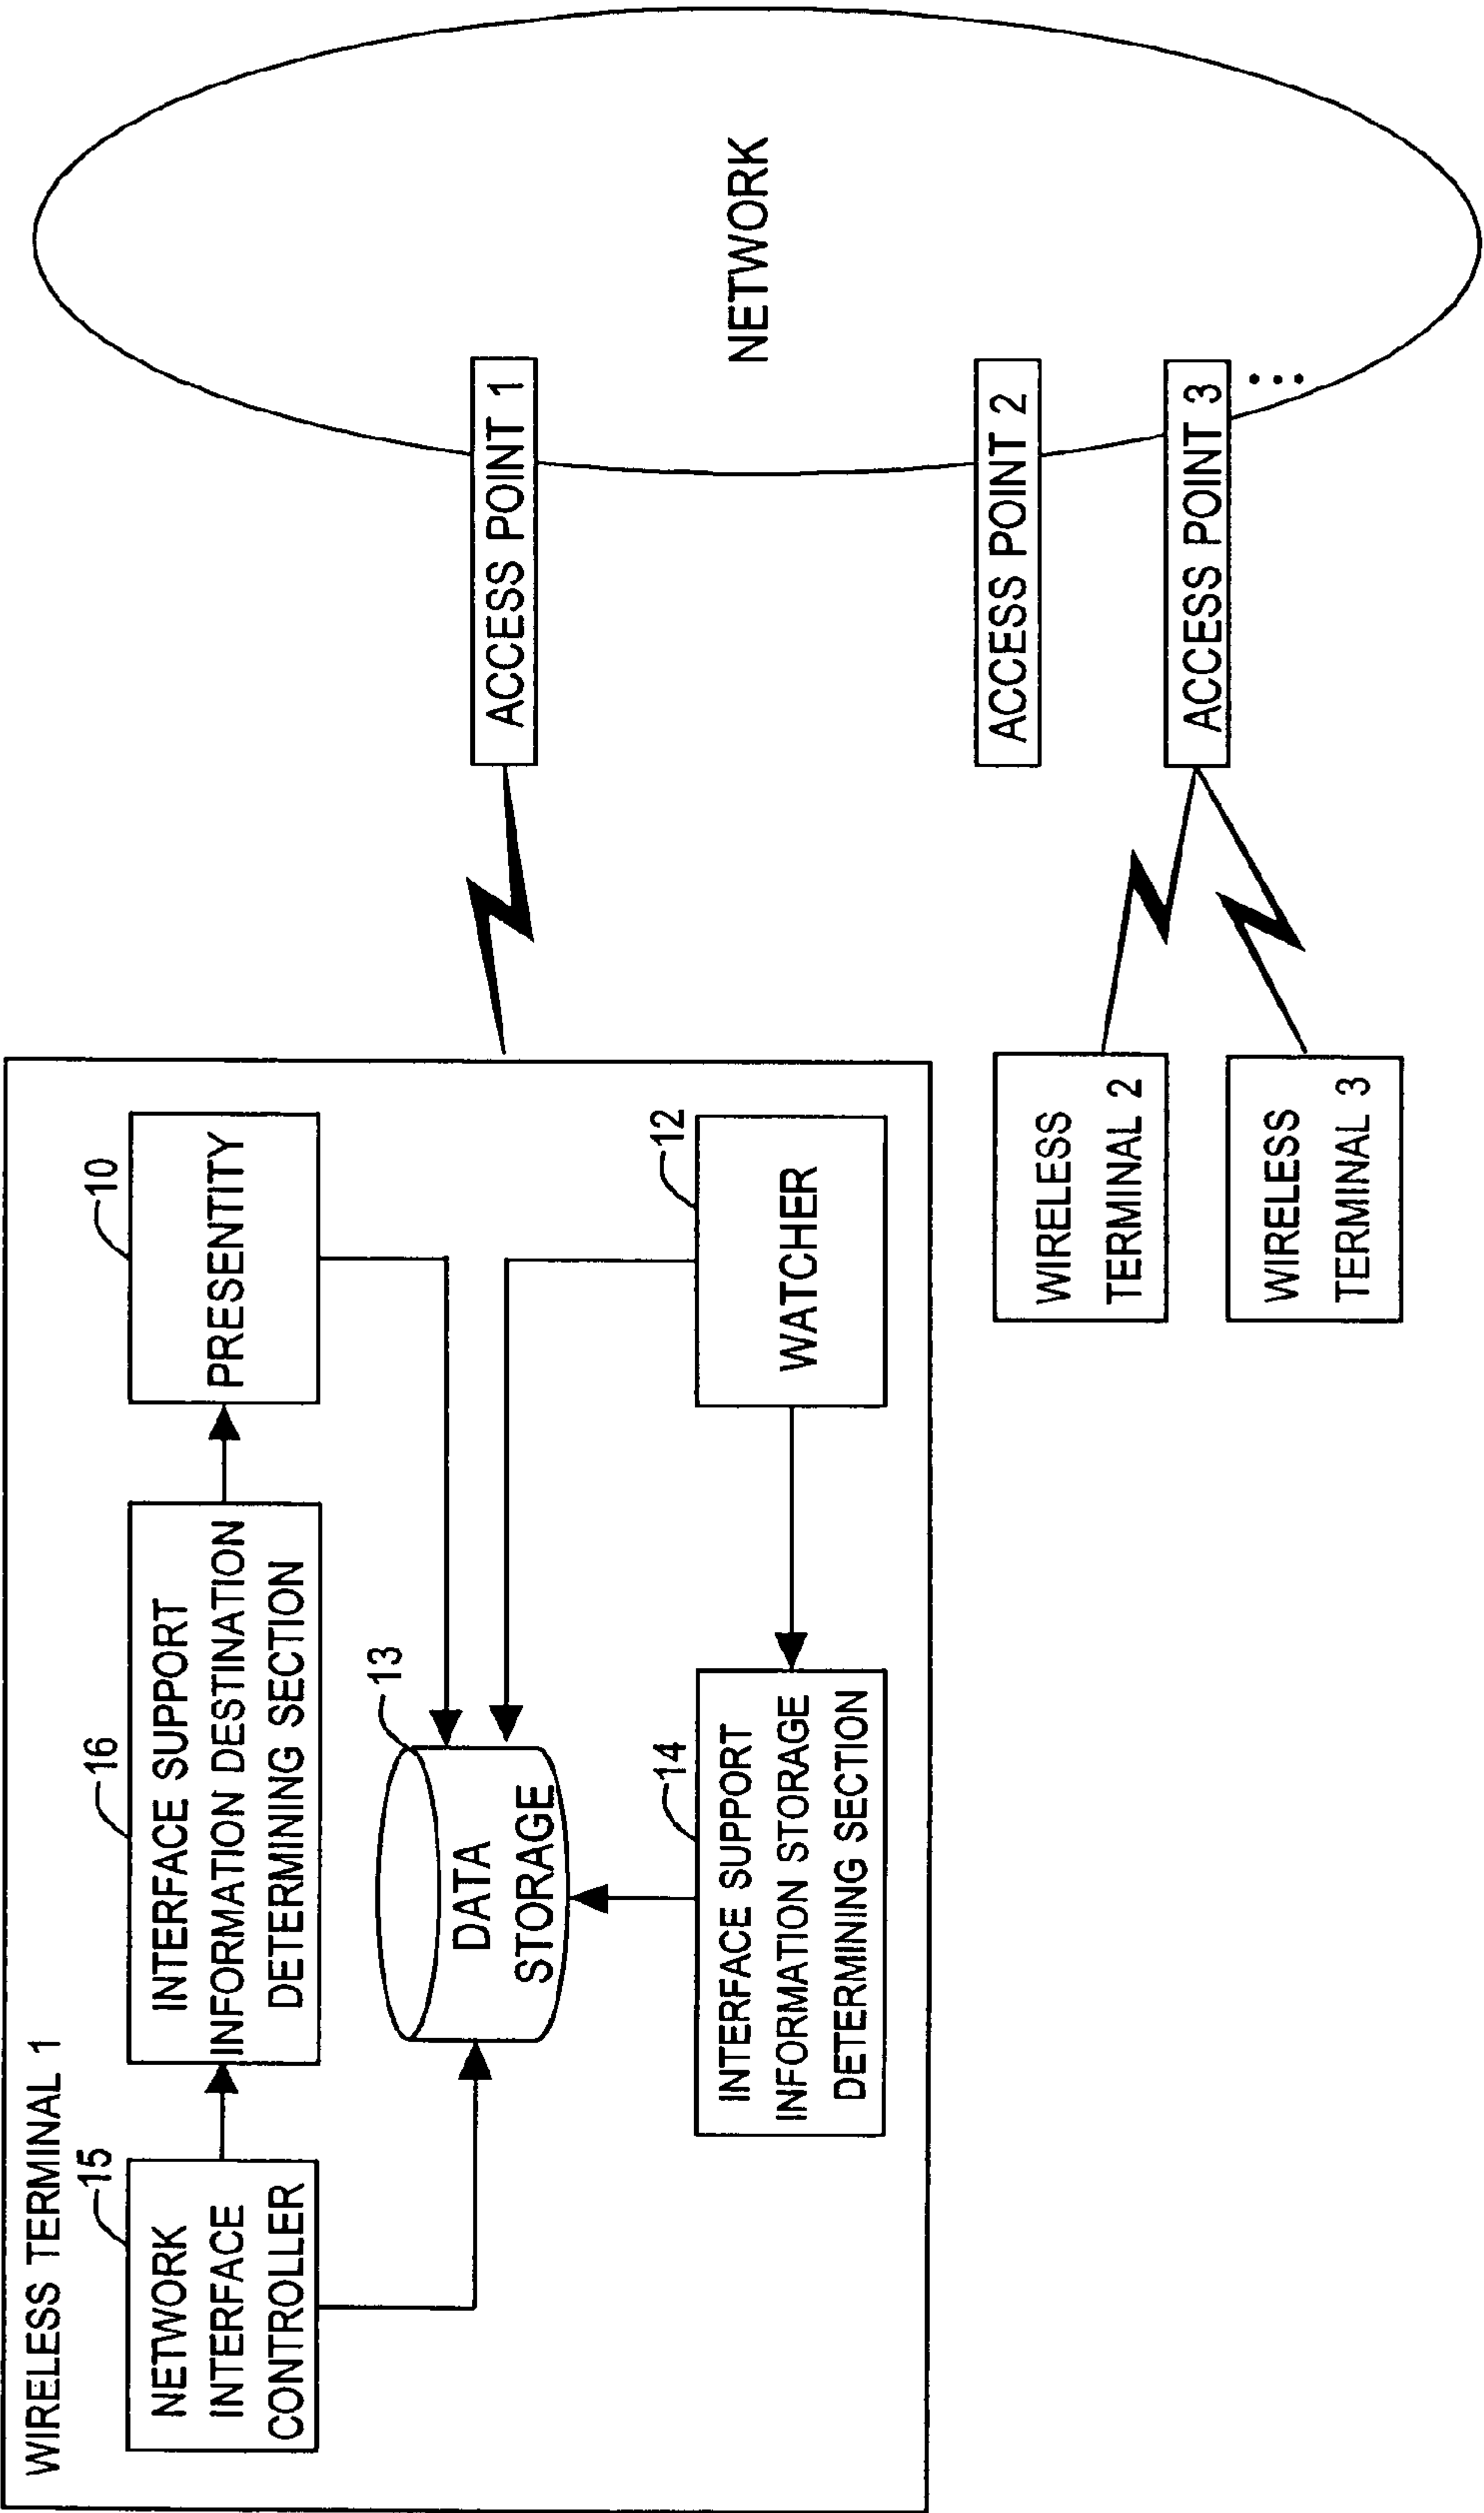 WIRELESS TERMINAL 1
15
NETWORK
INTERFACE
CONTROLLER
16
INTERFACE SUPPORT
INFORMATION DESTINATION
DETERMINING SECTION
10
PRESENTITY
13
DATA
STORAGE
14
INTERFACE SUPPORT
INFORMATION STORAGE
DETERMINING SECTION
12
WATCHER
WIRELESS
TERMINAL 2
WIRELESS
TERMINAL 3
ACCESS POINT 1
ACCESS POINT 2
ACCESS POINT 3
...
NETWORK